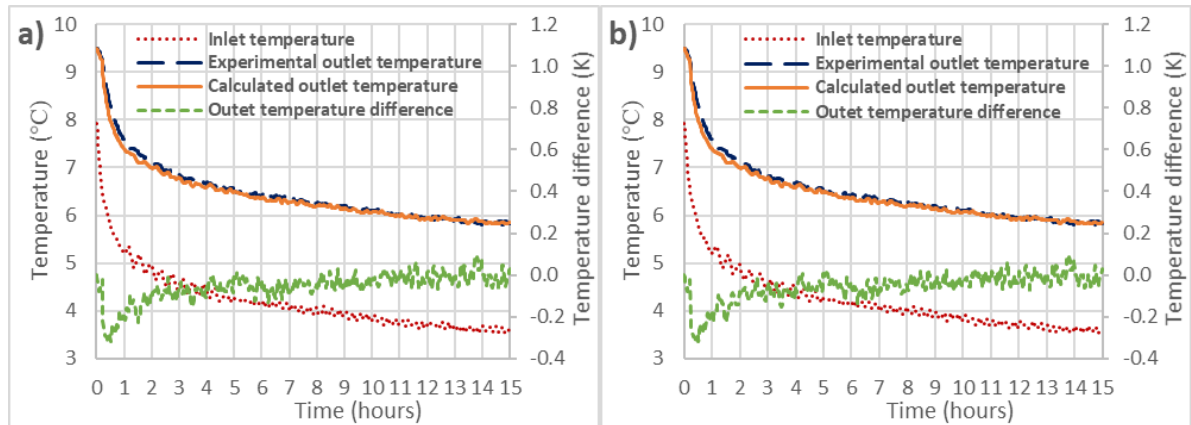 a)
Inlet temperature
Experimental outlet temperature
Calculated outlet temperature
Outet temperature difference
Temperature (°C)
10
9
8
7
6
5
4
3
1.2
1.0
0.8
0.6
0.4
0.2
0.0
-0.2
-0.4
Temperature difference (K)
0 1 2 3 4 5 6 7 8 9 10 11 12 13 14 15
Time (hours)
b)
Inlet temperature
Experimental outlet temperature
Calculated outlet temperature
Outet temperature difference
Temperature (°C)
10
9
8
7
6
5
4
3
1.2
1.0
0.8
0.6
0.4
0.2
0.0
-0.2
-0.4
Temperature difference (K)
0 1 2 3 4 5 6 7 8 9 10 11 12 13 14 15
Time (hours)